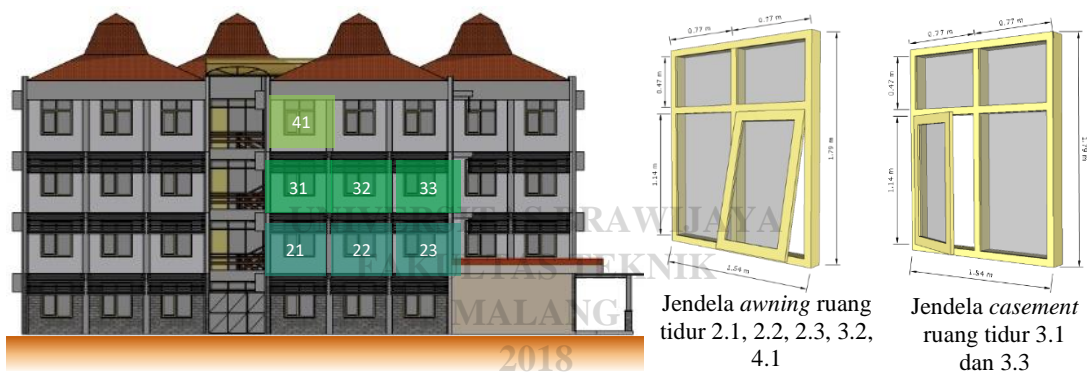 41
31 32 33
21 22 23
UNIVERSITAS BRAWIJAYA
FAKULTAS TEKNIK
MALANG
2018
0.77 m
0.77 m
0.47 m
1.14 m
1.79 m
1.54 m
Jendela awning ruang
tidur 2.1, 2.2, 2.3, 3.2,
4.1
0.77 m
0.77 m
0.47 m
1.14 m
1.79 m
1.54 m
Jendela casement
ruang tidur 3.1
dan 3.3